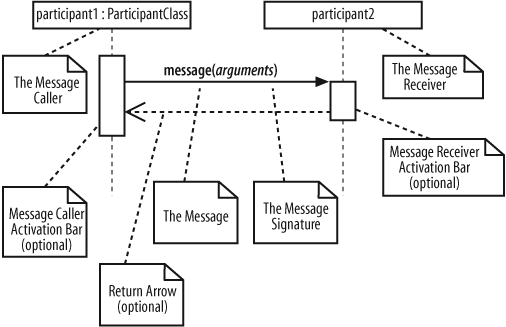 participant1 : ParticipantClass
participant2
The Message
Caller
message(arguments)
The Message
Receiver
Message Receiver
Activation Bar
(optional)
Message Caller
Activation Bar
(optional)
The Message
The Message
Signature
Return Arrow
(optional)